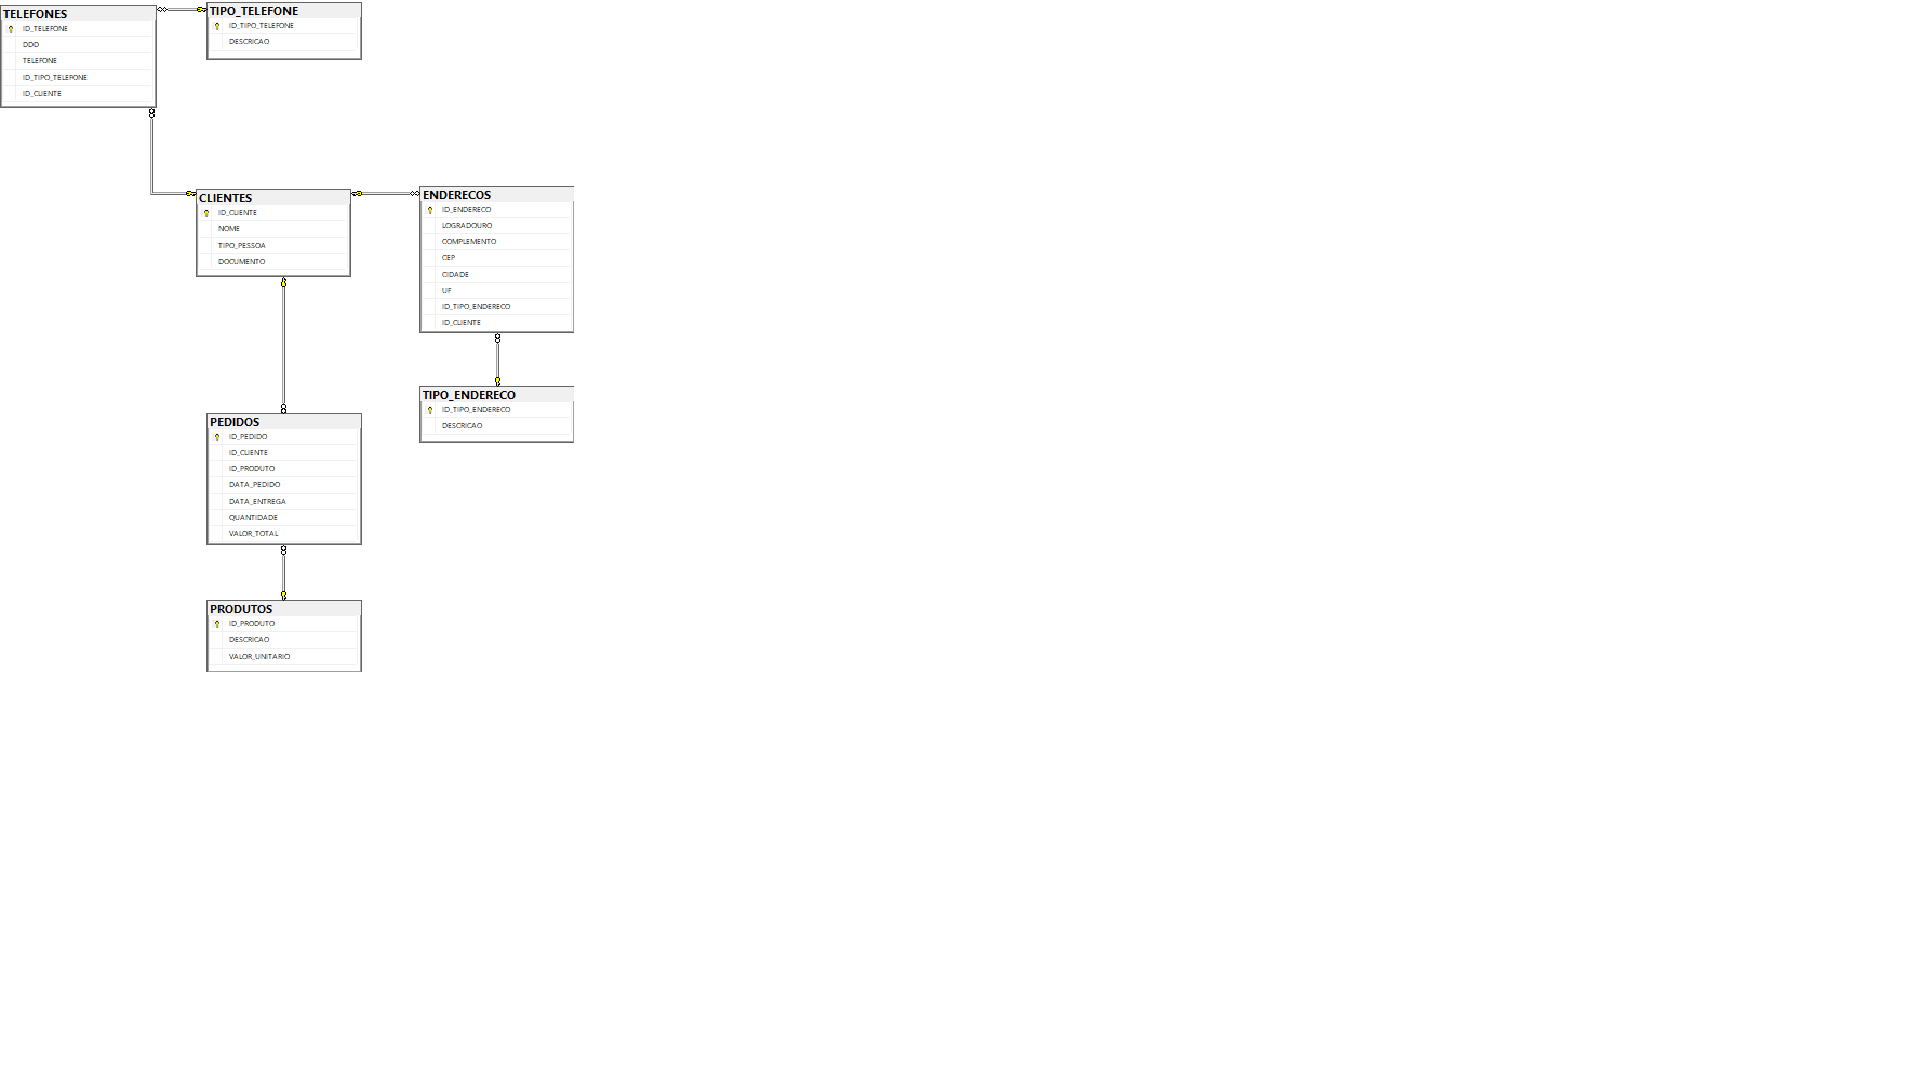 TELEFONES
ID_TELEFONE
DDD
TELEFONE
ID_TIPO_TELEFONE
ID_CLIENTE
TIPO_TELEFONE
ID_TIPO_TELEFONE
DESCRICAO
CLIENTES
ID_CLIENTE
NOME
TIPO_PESSOA
DOCUMENTO
ENDERECOS
ID_ENDERECO
LOGRADOURO
COMPLEMENTO
CEP
CIDADE
UF
ID_TIPO_ENDERECO
ID_CLIENTE
TIPO_ENDERECO
ID_TIPO_ENDERECO
DESCRICAO
PEDIDOS
ID_PEDIDO
ID_CLIENTE
ID_PRODUTO
DATA_PEDIDO
DATA_ENTREGA
QUANTIDADE
VALOR_TOTAL
PRODUTOS
ID_PRODUTO
DESCRICAO
VALOR_UNITARIO